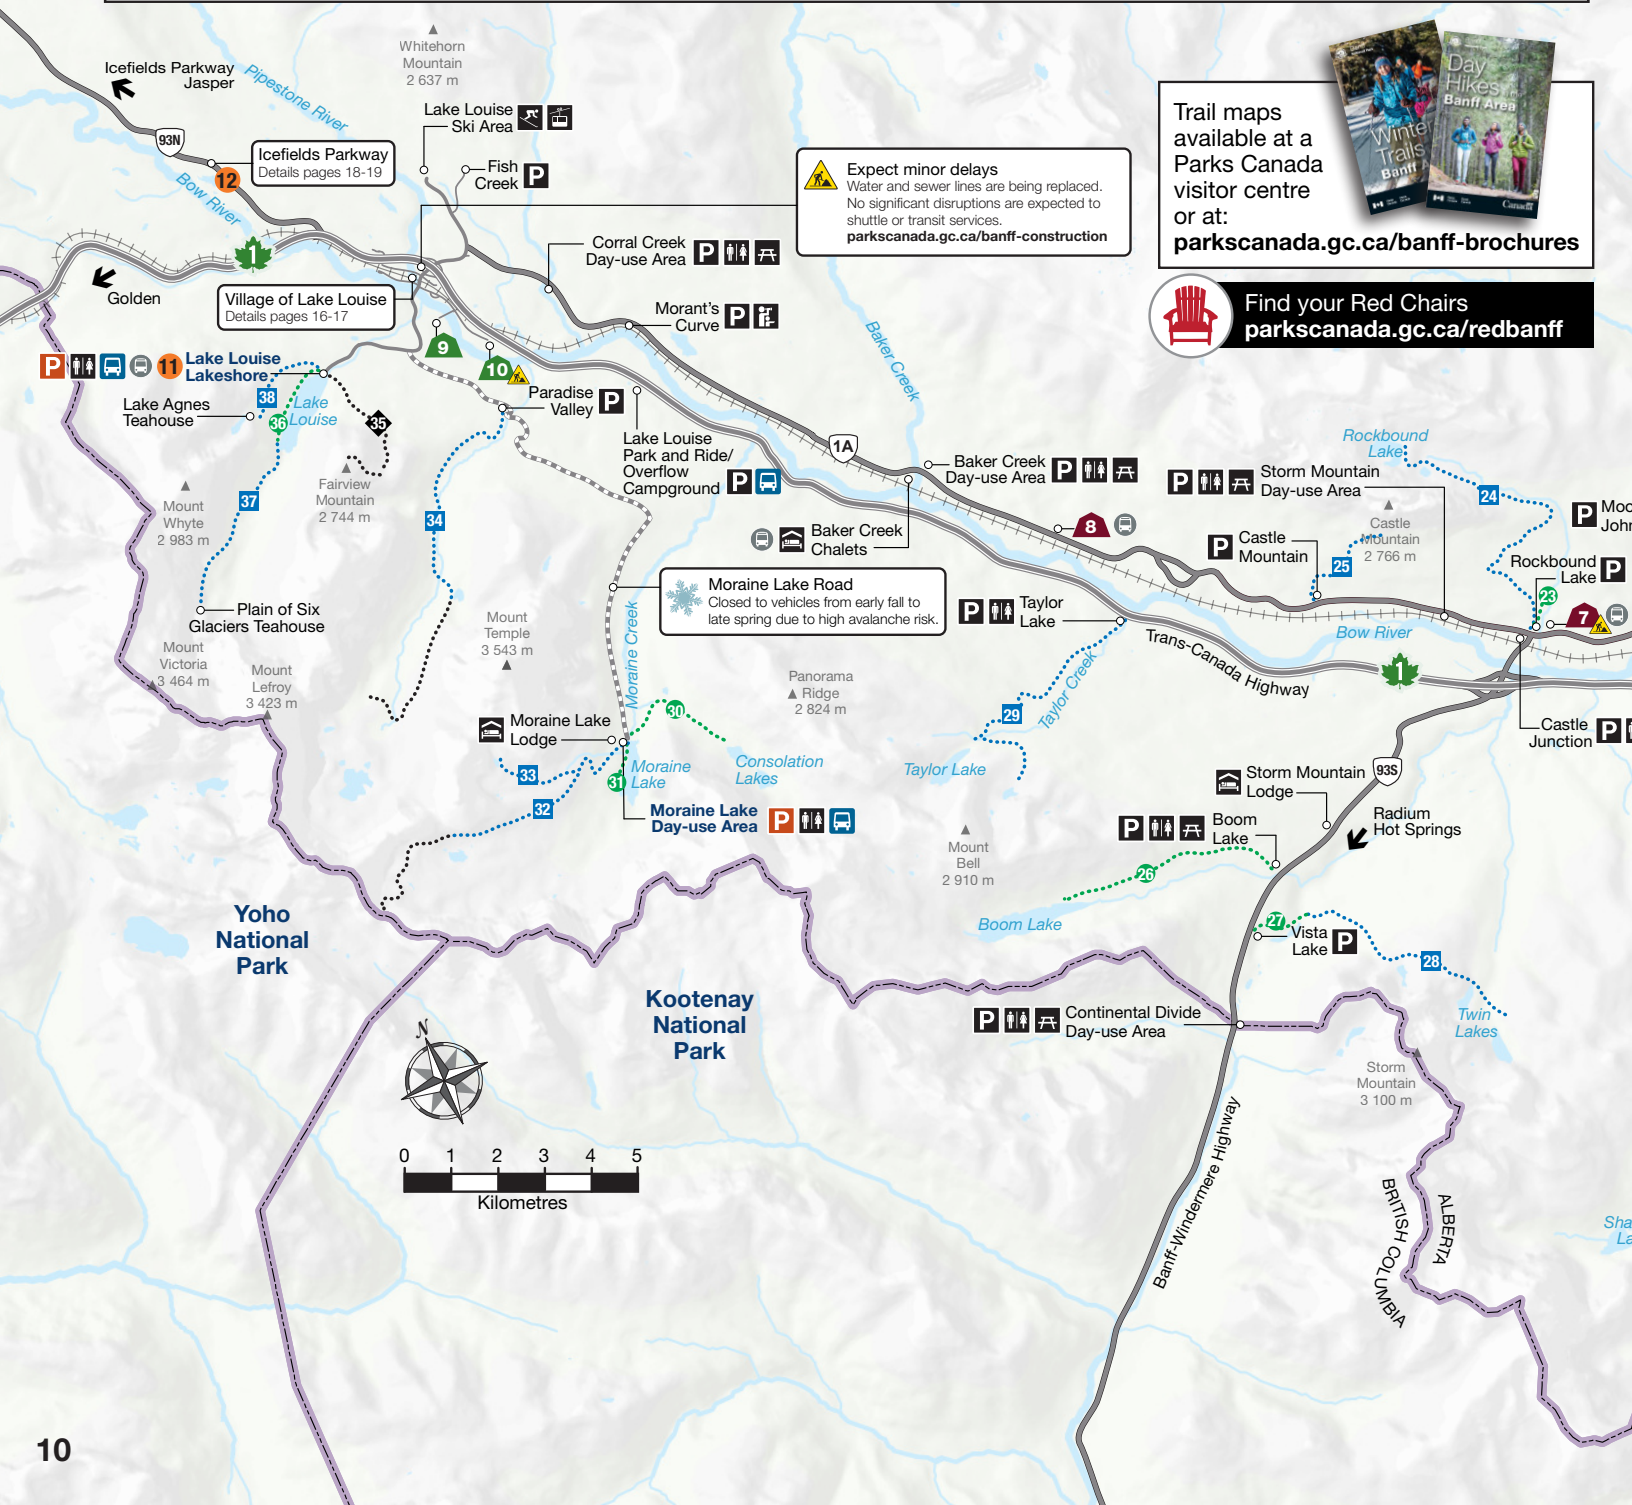 Whitehorn
Mountain
2 637 m
Icefields Parkway
Jasper
Pipestone River
Lake Louise
Ski Area
93N
Icefields Parkway
Details pages 18-19
12
Bow River
Fish
Creek P
Expect minor delays
Water and sewer lines are being replaced.
No significant disruptions are expected to
shuttle or transit services.
parkscanada.gc.ca/banff-construction
Trail maps
available at a
Parks Canada
visitor centre
or at:
parkscanada.gc.ca/banff-brochures
Winter
Trails
Banff
Day
Hikes
Banff Area
Canada
Find your Red Chairs
parkscanada.gc.ca/redbanff
1
Golden
Corral Creek
Day-use Area P
Village of Lake Louise
Details pages 16-17
Morant's
Curve P
9
10
Baker Creek
P 11 Lake Louise
Lakeshore
38
Lake Agnes
Teahouse
36
Lake
Louise
35
Paradise
Valley P
Lake Louise
Park and Ride/
Overflow
Campground P
1A
Baker Creek
Day-use Area P
Baker Creek
Chalets
8
Rockbound
Lake
P Storm Mountain
Day-use Area
24
P
Castle
Mountain
2 766 m
P Castle
Mountain
25
Rockbound
Lake P
23
7
Mount
Whyte
2 983 m
37
Fairview
Mountain
2 744 m
34
Plain of Six
Glaciers Teahouse
Moraine Lake Road
Closed to vehicles from early fall to
late spring due to high avalanche risk.
P Taylor
Lake
Bow River
Trans-Canada Highway
1
Mount
Victoria
3 464 m
Mount
Lefroy
3 423 m
Mount
Temple
3 543 m
Moraine Creek
Panorama
Ridge
2 824 m
Taylor Creek
29
Taylor Lake
Castle
Junction P
Moraine Lake
Lodge
30
33
32
31
Moraine
Lake
Consolation
Lakes
Moraine Lake
Day-use Area P
93S
Storm Mountain
Lodge
Radium
Hot Springs
P Boom
Lake
Mount
Bell
2 910 m
26
Boom Lake
27
Vista
Lake P
28
Twin
Lakes
Yoho
National
Park
Kootenay
National
Park
P Continental Divide
Day-use Area
Storm
Mountain
3 100 m
N
0 1 2 3 4 5
Kilometres
Banff-Windermere Highway
BRITISH COLUMBIA
ALBERTA
10